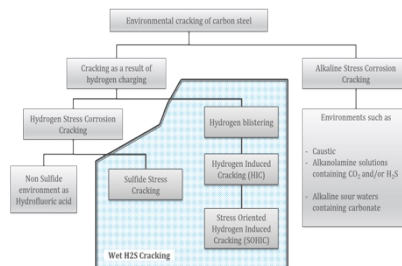 Environmental cracking of carbon steel
Cracking as a result of
hydrogen charging
Alkaline Stress Corrosion
Cracking
Hydrogen Stress Corrosion
Cracking
Hydrogen blistering
Environments such as
- Caustic
- Alkanolamine solutions
containing CO₂ and/or H₂S
- Alkaline sour waters
containing carbonate
Non Sulfide
environment as
Hydrofluoric acid
Sulfide Stress
Cracking
Hydrogen Induced
Cracking (HIC)
Stress Oriented
Hydrogen Induced
Cracking (SOHIC)
Wet H2S Cracking